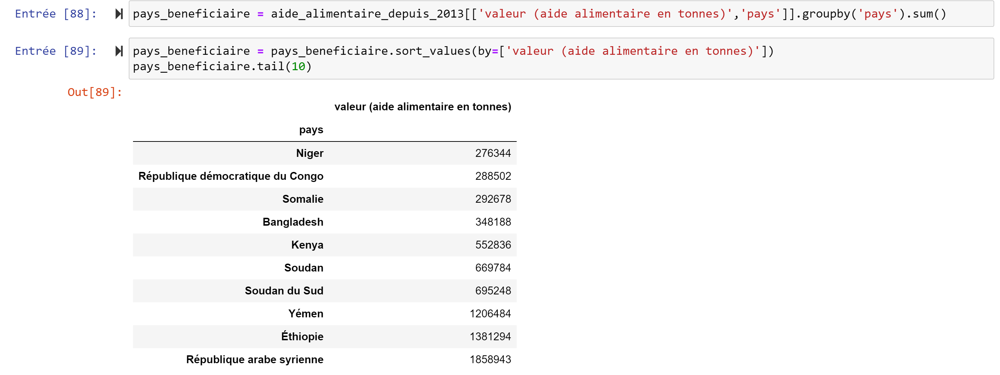 Entrée [88]: pays_beneficiaire = aide_alimentaire_depuis_2013[['valeur (aide alimentaire en tonnes)','pays']].groupby('pays').sum()
Entrée [89]: pays_beneficiaire = pays_beneficiaire.sort_values(by=['valeur (aide alimentaire en tonnes)'])
pays_beneficiaire.tail(10)
Out[89]:
valeur (aide alimentaire en tonnes)
pays
Niger 276344
République démocratique du Congo 288502
Somalie 292678
Bangladesh 348188
Kenya 552836
Soudan 669784
Soudan du Sud 695248
Yémen 1206484
Éthiopie 1381294
République arabe syrienne 1858943